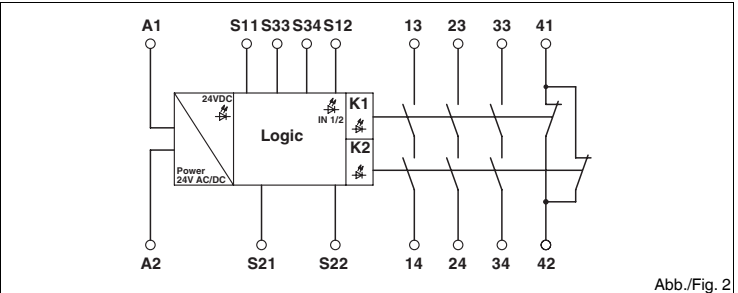 A1 S11 S33 S34 S12 13 23 33 41
24VDC
IN 1/2
K1
Logic
K2
Power
24V AC/DC
A2 S21 S22 14 24 34 42
Abb./Fig. 2